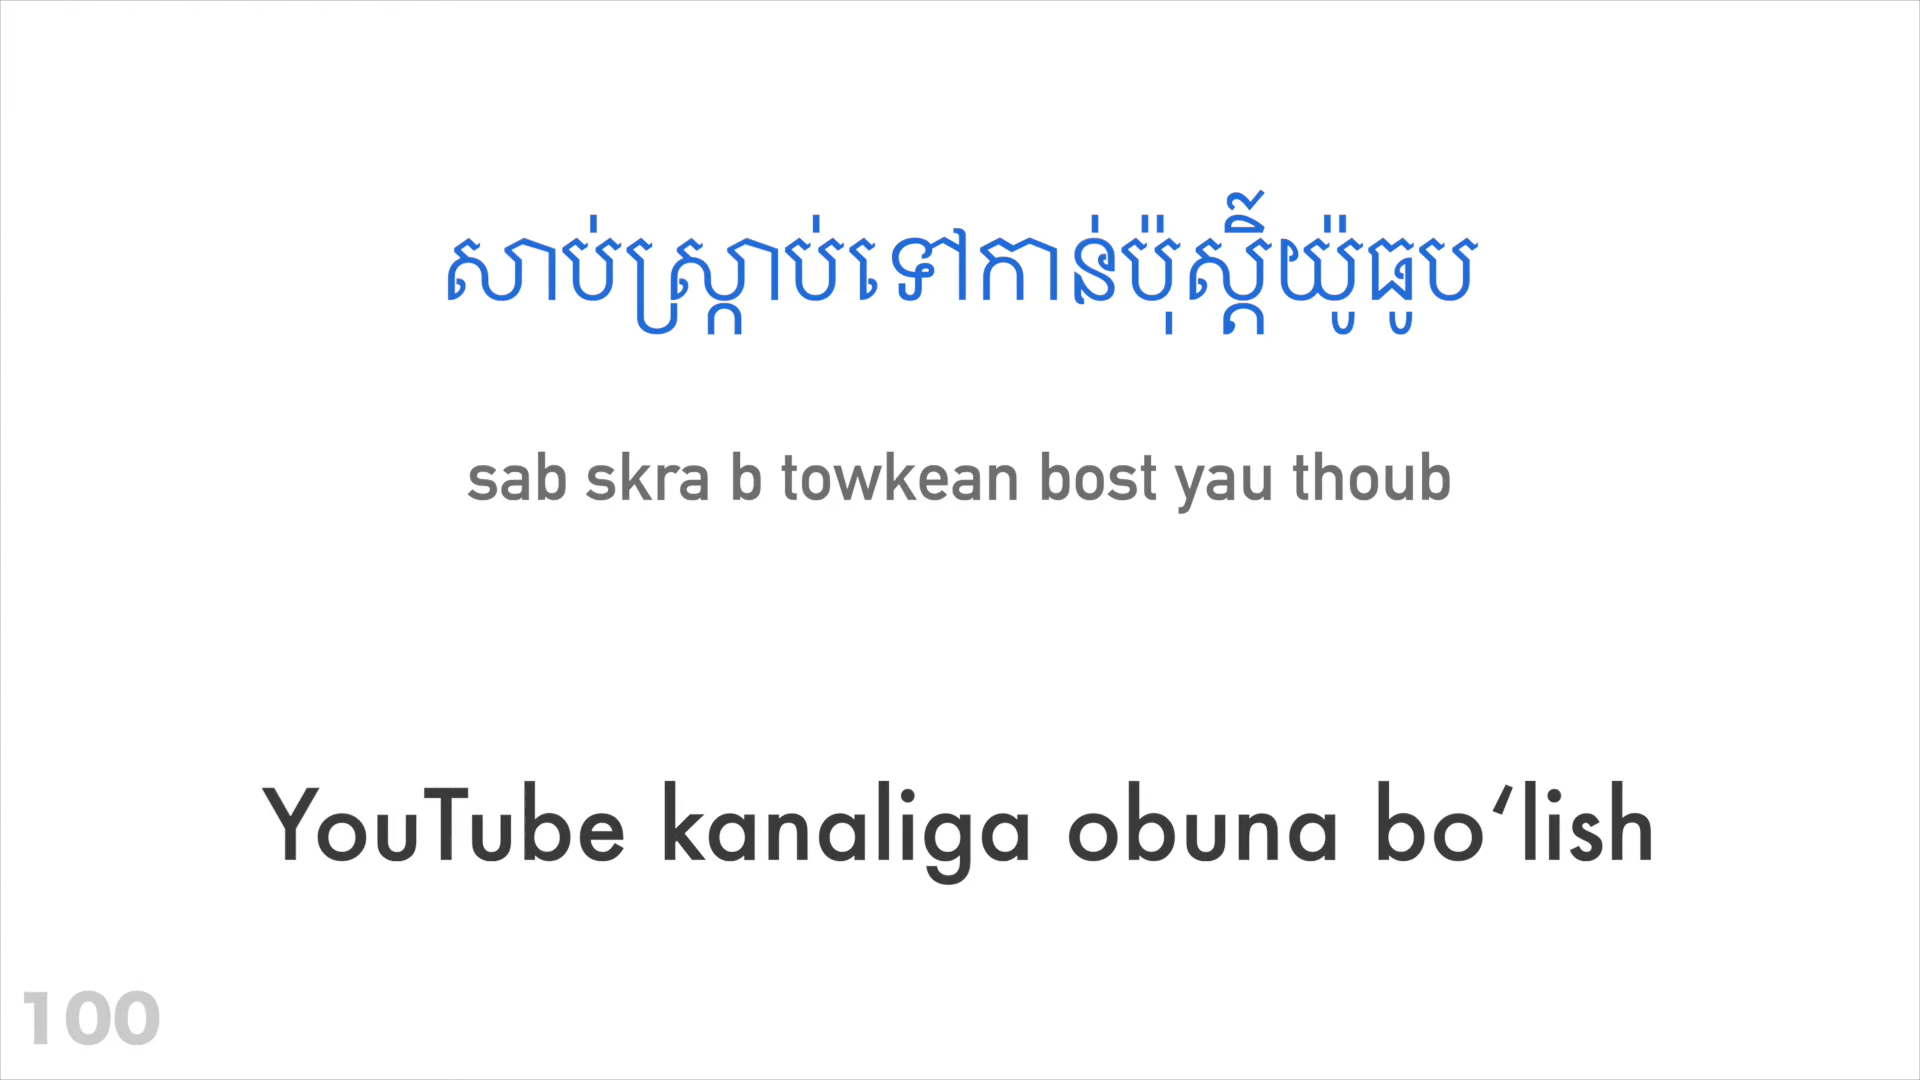 សាប់ស្ក្រាប់ទៅកាន់ប៉ុស្តិ៍យ៉ូធូប
sab skra b towkean bost yau thoub
YouTube kanaliga obuna bo‘lish
100